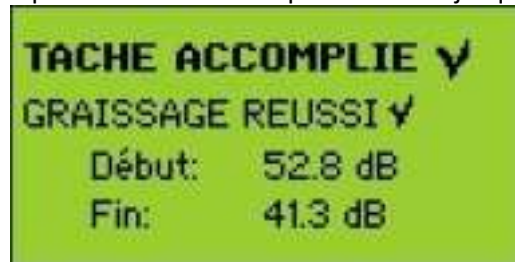 TACHE ACCOMPLIE √
GRAISSAGE REUSSI √
Début: 52.8 dB
Fin: 41.3 dB